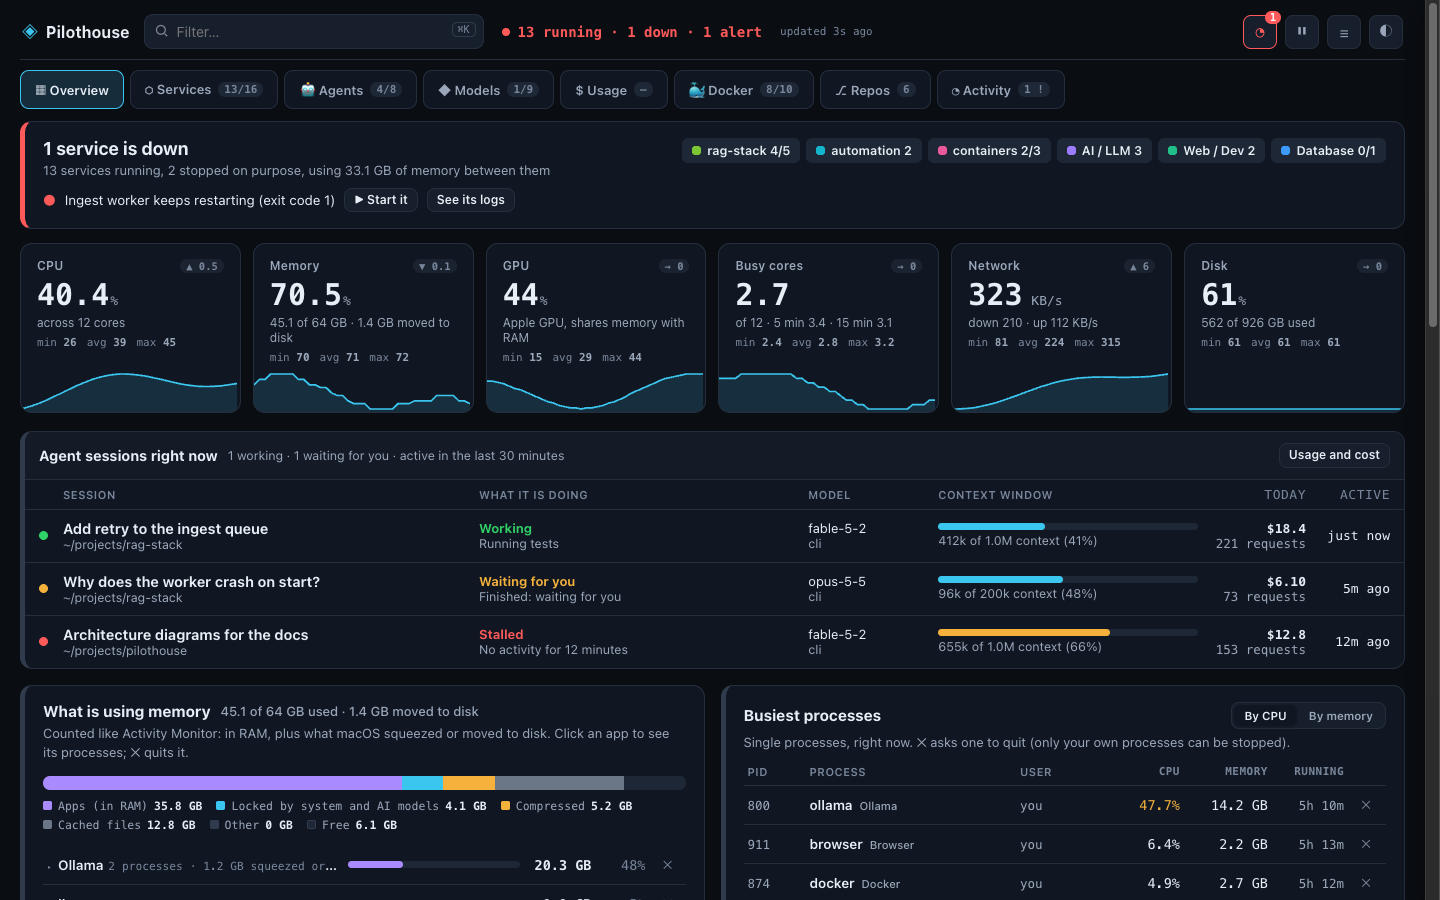 Pilothouse
Filter...
⌘K
13 running · 1 down · 1 alert
updated 3s ago
1
Overview
Services 13/16
Agents 4/8
Models 1/9
$ Usage –
Docker 8/10
Repos 6
Activity 1 !
1 service is down
rag-stack 4/5
automation 2
containers 2/3
AI / LLM 3
Web / Dev 2
Database 0/1
13 services running, 2 stopped on purpose, using 33.1 GB of memory between them
Ingest worker keeps restarting (exit code 1)
▶ Start it
See its logs
CPU ▲ 0.5
40.4%
across 12 cores
min 26 avg 39 max 45
Memory ▼ 0.1
70.5%
45.1 of 64 GB · 1.4 GB moved to
disk
min 70 avg 71 max 72
GPU → 0
44%
Apple GPU, shares memory with
RAM
min 15 avg 29 max 44
Busy cores → 0
2.7
of 12 · 5 min 3.4 · 15 min 3.1
min 2.4 avg 2.8 max 3.2
Network ▲ 6
323 KB/s
down 210 · up 112 KB/s
min 81 avg 224 max 315
Disk → 0
61%
562 of 926 GB used
min 61 avg 61 max 61
Agent sessions right now 1 working · 1 waiting for you · active in the last 30 minutes
Usage and cost
SESSION WHAT IT IS DOING MODEL CONTEXT WINDOW TODAY ACTIVE
Add retry to the ingest queue
~/projects/rag-stack
Working
Running tests
fable-5-2
cli
412k of 1.0M context (41%)
$18.4
221 requests
just now
Why does the worker crash on start?
~/projects/rag-stack
Waiting for you
Finished: waiting for you
opus-5-5
cli
96k of 200k context (48%)
$6.10
73 requests
5m ago
Architecture diagrams for the docs
~/projects/pilothouse
Stalled
No activity for 12 minutes
fable-5-2
cli
655k of 1.0M context (66%)
$12.8
153 requests
12m ago
What is using memory 45.1 of 64 GB used · 1.4 GB moved to disk
Counted like Activity Monitor: in RAM, plus what macOS squeezed or moved to disk. Click an app to see
its processes; ✕ quits it.
Apps (in RAM) 35.8 GB Locked by system and AI models 4.1 GB Compressed 5.2 GB
Cached files 12.8 GB Other 0 GB Free 6.1 GB
Ollama 2 processes · 1.2 GB squeezed or... 20.3 GB 48% ✕
Busiest processes
By CPU By memory
Single processes, right now. ✕ asks one to quit (only your own processes can be stopped).
PID PROCESS USER CPU MEMORY RUNNING
800 ollama Ollama you 47.7% 14.2 GB 5h 10m ✕
911 browser Browser you 6.4% 2.2 GB 5h 13m ✕
874 docker Docker you 4.9% 2.7 GB 5h 12m ✕